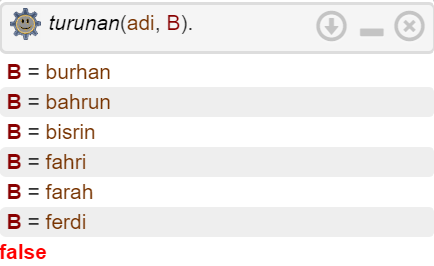 turunan(adi, B).
B = burhan
B = bahrun
B = bisrin
B = fahri
B = farah
B = ferdi
false